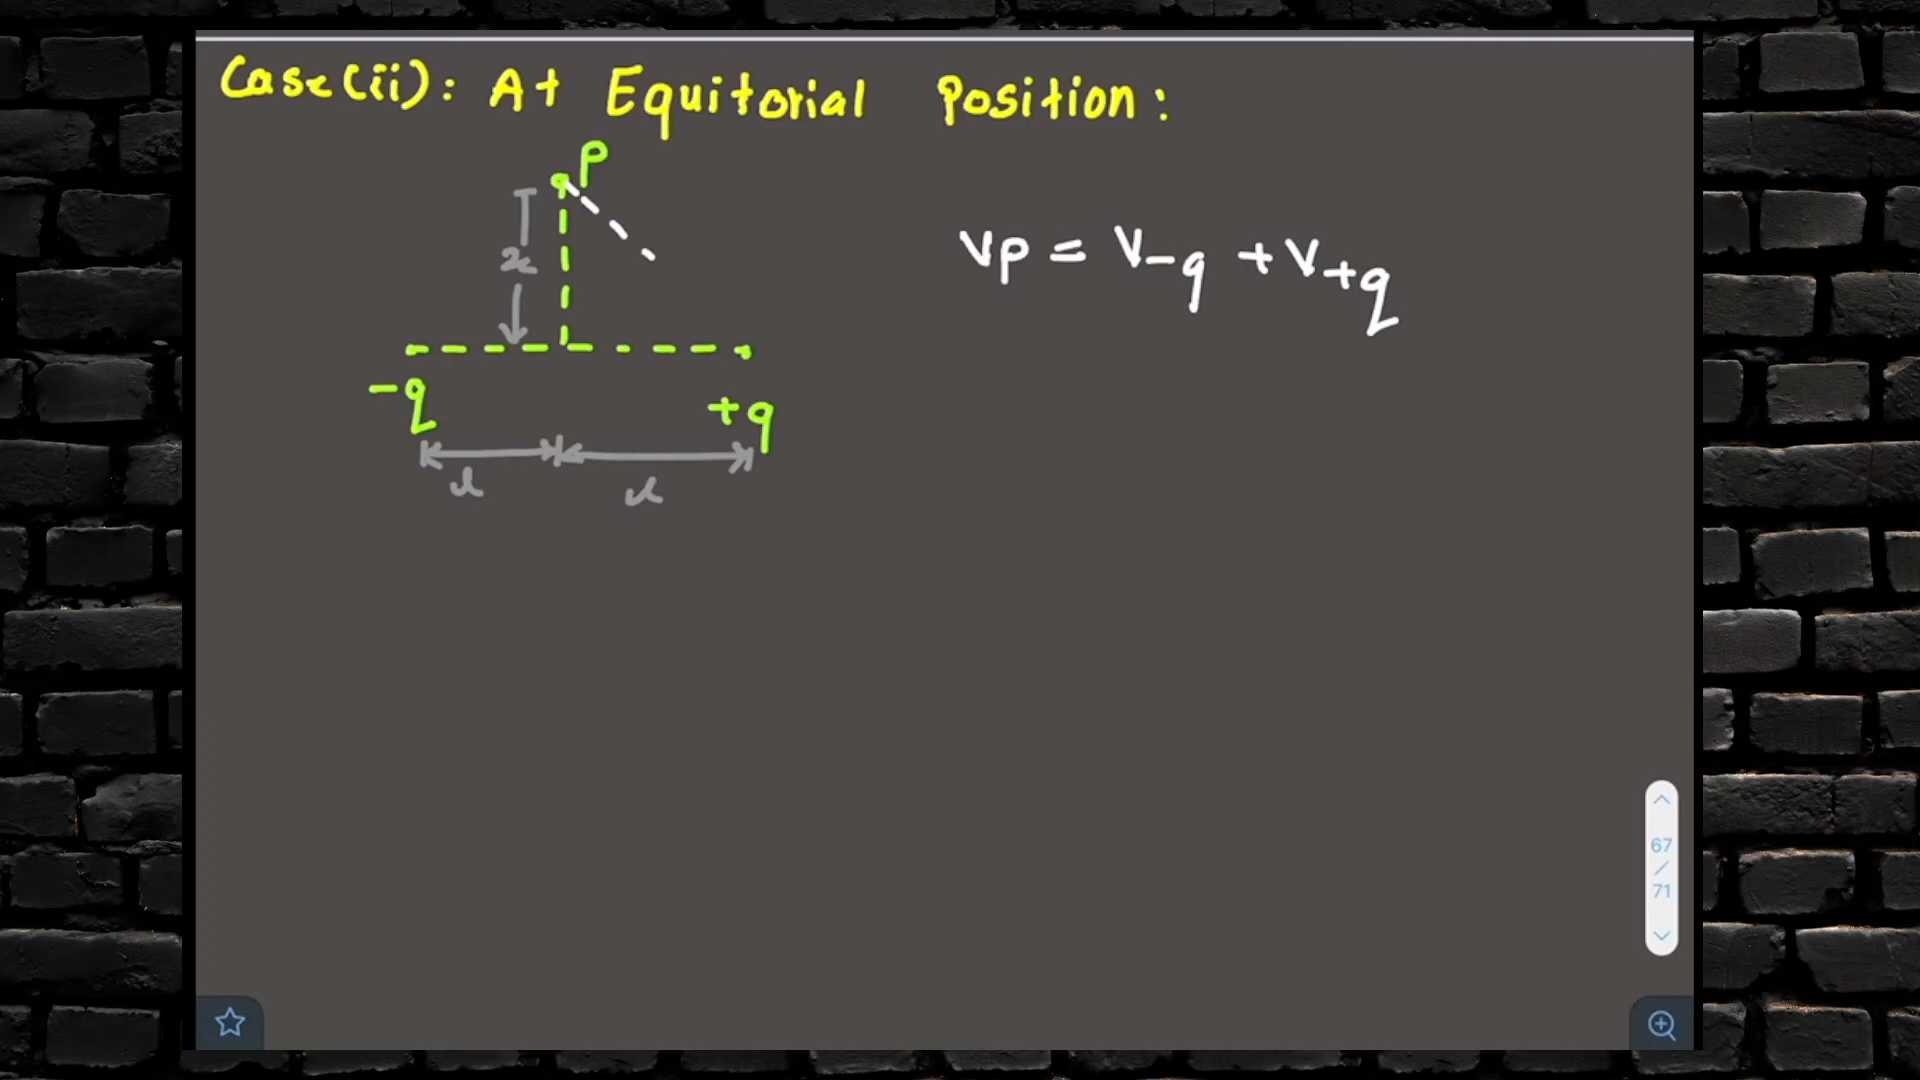 Case(ii): At Equitorial Position:
P
x
Vp = V-q + V+q
-q
+q
l
l
67
/
71